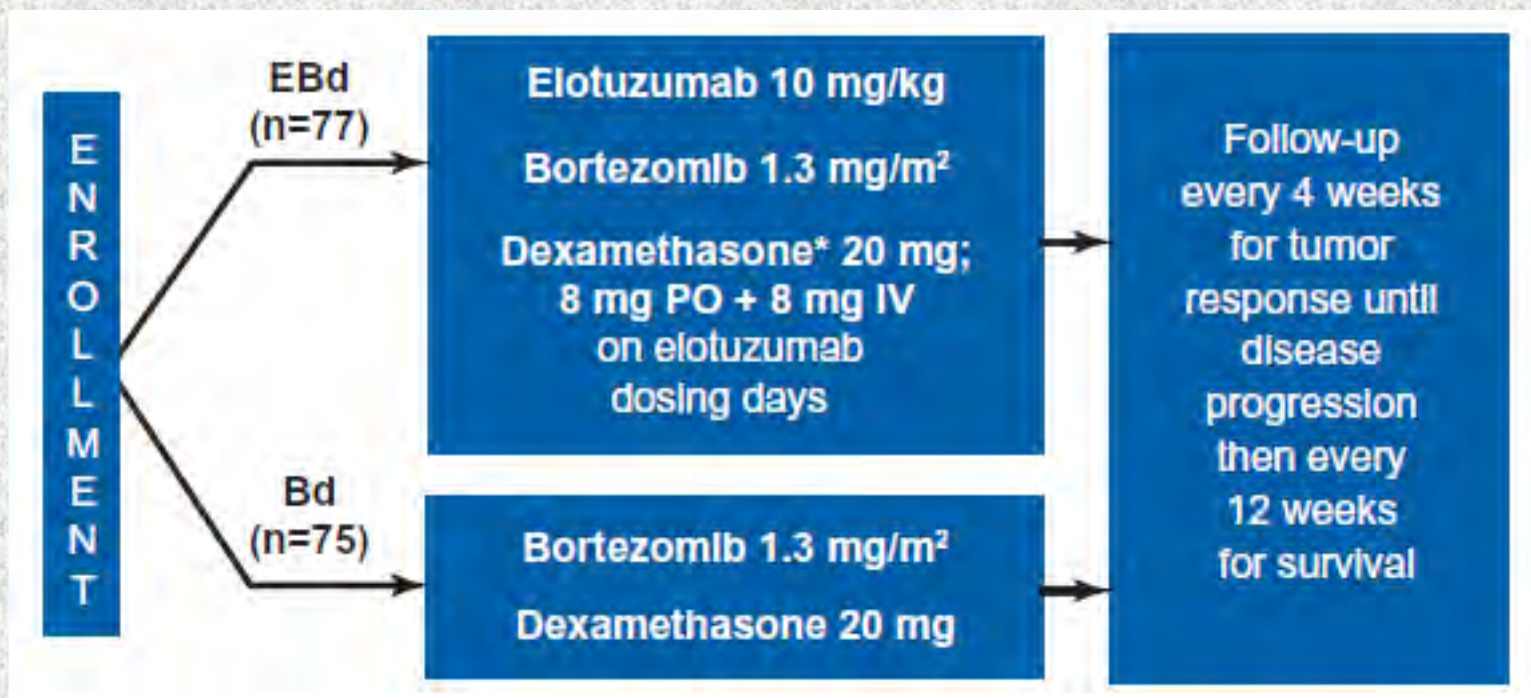 ENROLLMENT
EBd
(n=77)
Elotuzumab 10 mg/kg
Bortezomib 1.3 mg/m²
Dexamethasone* 20 mg;
8 mg PO + 8 mg IV
on elotuzumab
dosing days
Bd
(n=75)
Bortezomib 1.3 mg/m²
Dexamethasone 20 mg
Follow-up
every 4 weeks
for tumor
response until
disease
progression
then every
12 weeks
for survival